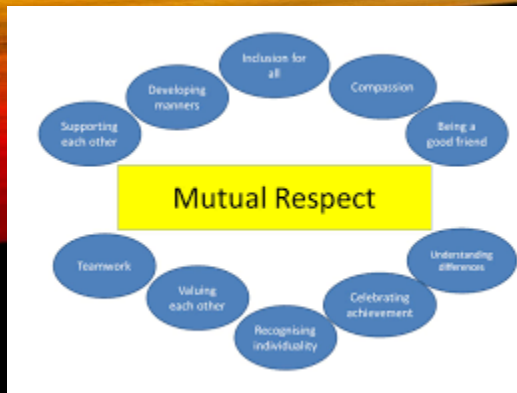 Inclusion for
all
Developing
manners
Compassion
Supporting
each other
Being a
good friend
Mutual Respect
Teamwork
Understanding
differences
Valuing
each other
Celebrating
achievement
Recognising
individuality